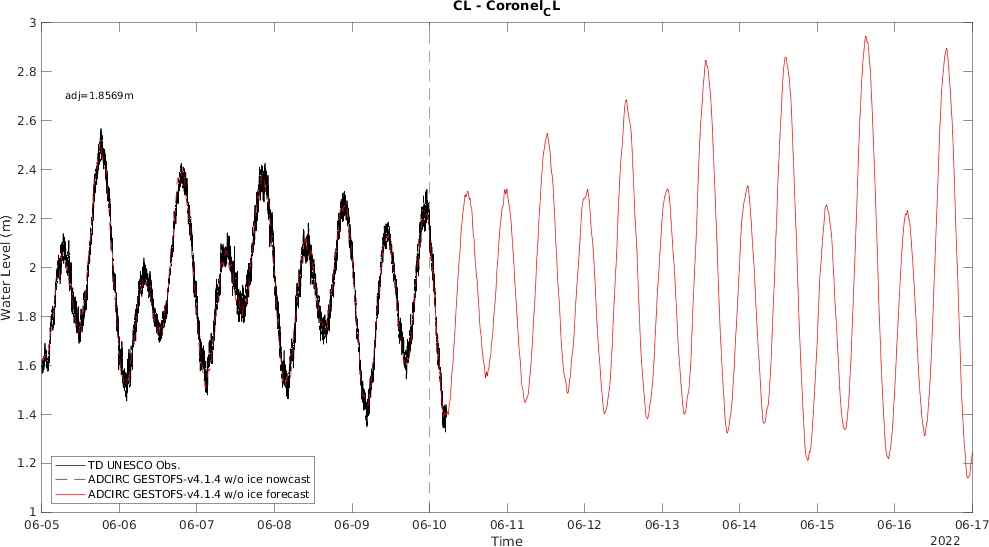 CL - Coronel_CL
3
2.8
2.6
2.4
2.2
2
1.8
1.6
1.4
1.2
1
Water Level (m)
adj=1.8569m
TD UNESCO Obs.
ADCIRC GESTOFS-v4.1.4 w/o ice nowcast
ADCIRC GESTOFS-v4.1.4 w/o ice forecast
06-05 06-06 06-07 06-08 06-09 06-10 06-11 06-12 06-13 06-14 06-15 06-16 06-17
Time
2022